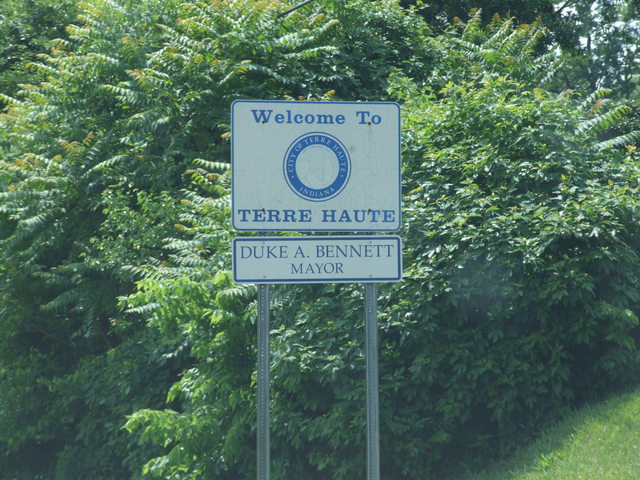 Welcome To
CITY OF TERRE HAUTE
INDIANA
TERRE HAUTE
DUKE A. BENNETT
MAYOR